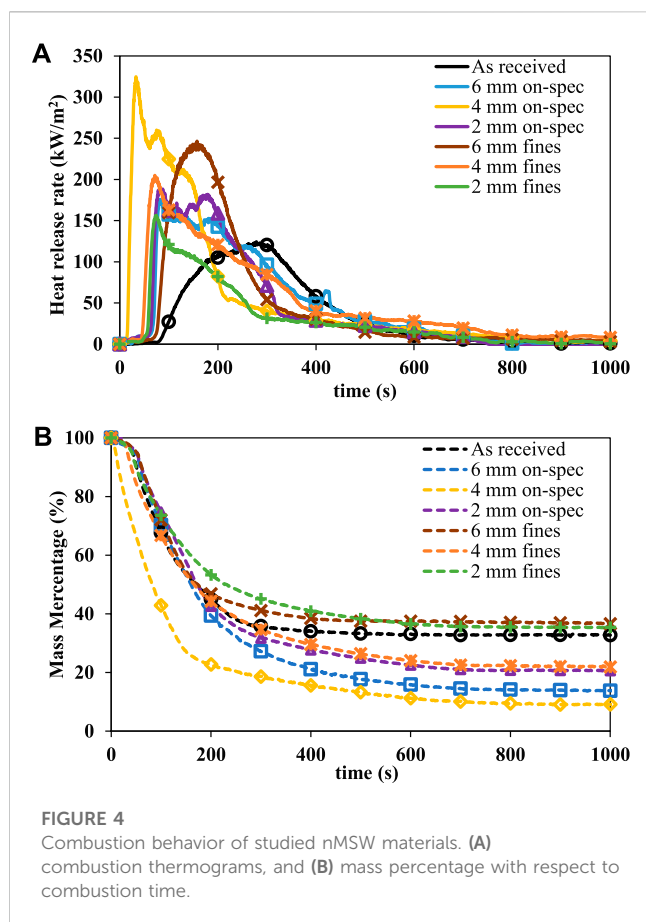 A
Heat release rate (kW/m²)
350
300
250
200
150
100
50
0
As received
6 mm on-spec
4 mm on-spec
2 mm on-spec
6 mm fines
4 mm fines
2 mm fines
0 200 400 600 800 1000
time (s)
B
Mass Mercentage (%)
100
80
60
40
20
0
As received
6 mm on-spec
4 mm on-spec
2 mm on-spec
6 mm fines
4 mm fines
2 mm fines
0 200 400 600 800 1000
time (s)
FIGURE 4
Combustion behavior of studied nMSW materials. (A)
combustion thermograms, and (B) mass percentage with respect to
combustion time.